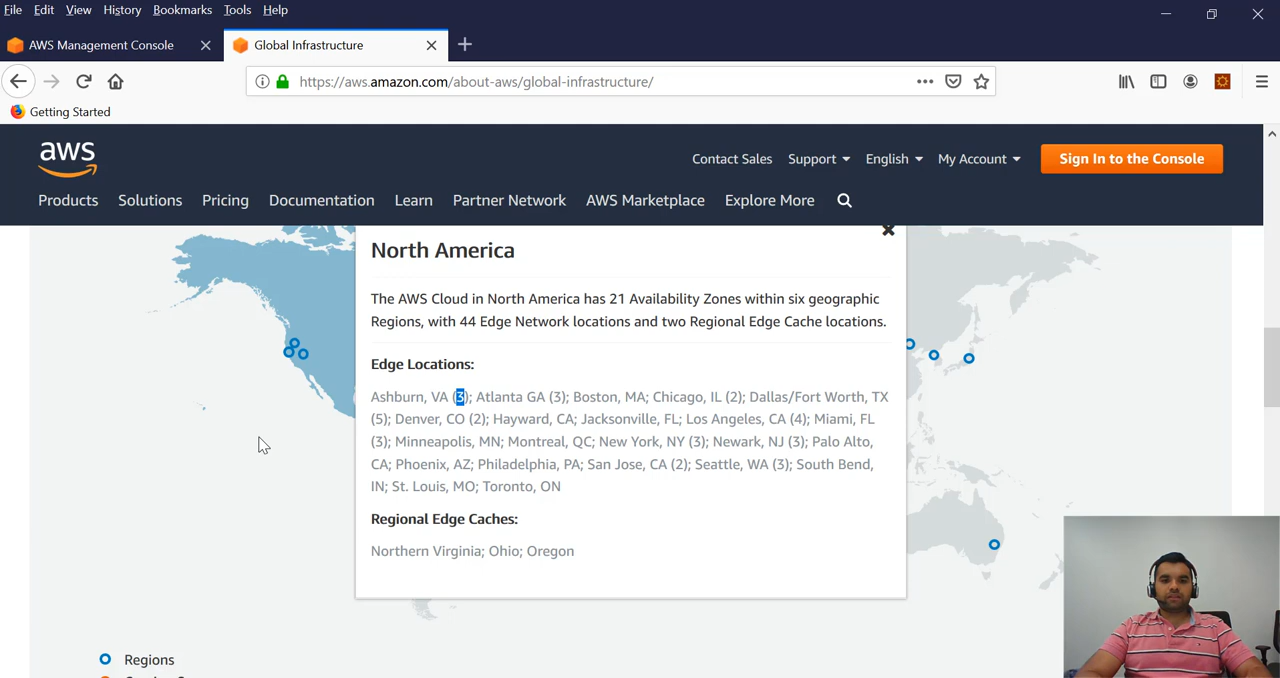 File Edit View History Bookmarks Tools Help
AWS Management Console
Global Infrastructure
https://aws.amazon.com/about-aws/global-infrastructure/
Getting Started
aws
Contact Sales Support English My Account Sign In to the Console
Products Solutions Pricing Documentation Learn Partner Network AWS Marketplace Explore More
North America
The AWS Cloud in North America has 21 Availability Zones within six geographic
Regions, with 44 Edge Network locations and two Regional Edge Cache locations.
Edge Locations:
Ashburn, VA (3); Atlanta GA (3); Boston, MA; Chicago, IL (2); Dallas/Fort Worth, TX
(5); Denver, CO (2); Hayward, CA; Jacksonville, FL; Los Angeles, CA (4); Miami, FL
(3); Minneapolis, MN; Montreal, QC; New York, NY (3); Newark, NJ (3); Palo Alto,
CA; Phoenix, AZ; Philadelphia, PA; San Jose, CA (2); Seattle, WA (3); South Bend,
IN; St. Louis, MO; Toronto, ON
Regional Edge Caches:
Northern Virginia; Ohio; Oregon
Regions